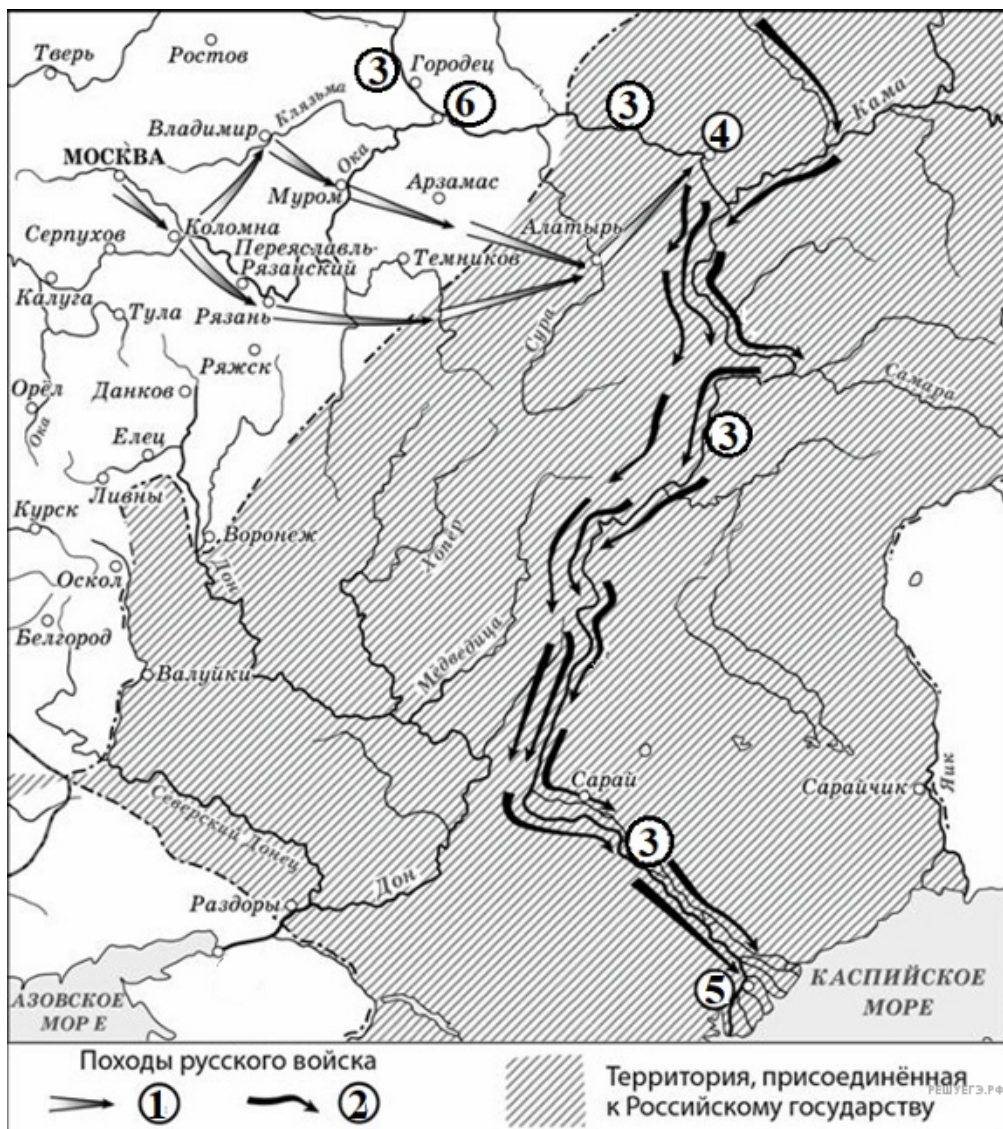 Тверь
Ростов
3
Городец
6
3
Кама
Клязьма
Владимир
4
МОСКВА
Ока
Муром
Арзамас
Коломна
Алатырь
Серпухов
Переяславль-
Рязанский
Темников
Калуга
Тула
Рязань
Сура
Ряжск
Орёл
Данков
Самара
Ока
Елец
3
Ливны
Курск
Воронеж
Хопёр
Оскол
Дон
Белгород
Медведица
Валуйки
Сарай
Сарайчик
Яик
Северский Донец
3
Дон
Раздоры
5
КАСПИЙСКОЕ
МОРЕ
АЗОВСКОЕ
МОРЕ
Походы русского войска
1
2
Территория, присоединённая
к Российскому государству
РЕШУЕГЭ.РФ